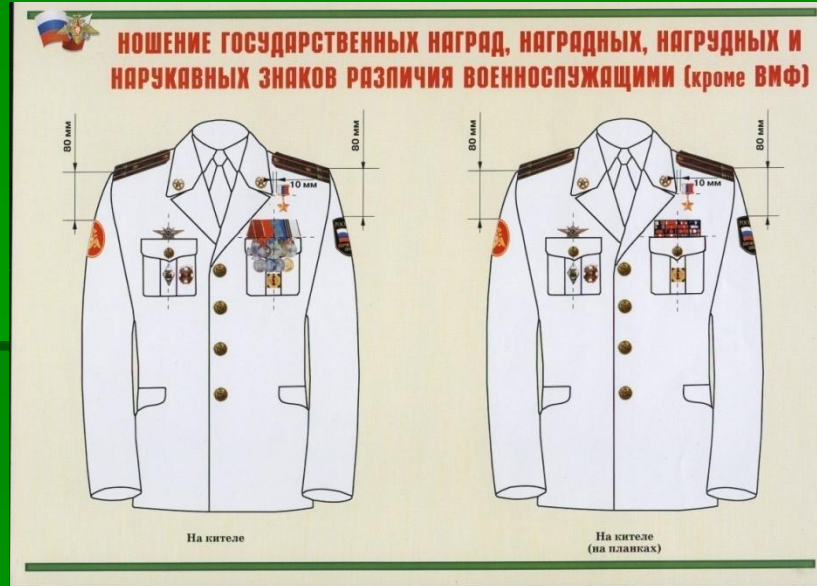 НОШЕНИЕ ГОСУДАРСТВЕННЫХ НАГРАД, НАГРАДНЫХ, НАГРУДНЫХ И
НАРУКАВНЫХ ЗНАКОВ РАЗЛИЧИЯ ВОЕННОСЛУЖАЩИМИ (кроме ВМФ)
80 мм
80 мм
10 мм
80 мм
80 мм
10 мм
На кителе
На кителе
(на планках)